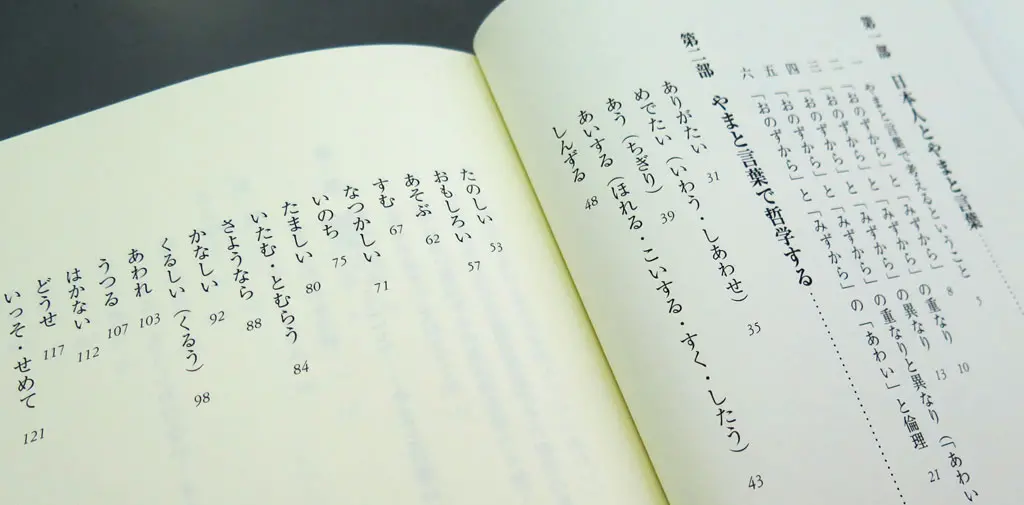 第一部 日本人とやまと言葉…… 5
一 やまと言葉で考えるということ 8
二 「おのずから」と「みずから」の重なり 10
三 「おのずから」と「みずから」の異なり 13
四 「おのずから」と「みずから」の重なりと異なり(「あわい
五 「おのずから」と「みずから」の「あわい」と倫理 21
六
第二部 やまと言葉で哲学する……………
ありがたい 31
めでたい(いわう・しあわせ) 35
あう(ちぎり) 39
あいする(ほれる・こいする・すく・したう) 43
しんずる 48
たのしい 53
おもしろい 57
あそぶ 62
すむ 67
なつかしい 71
いのち 75
たましい 80
いたむ・とむらう 84
さようなら 88
かなしい 92
くるしい(くるう) 98
あわれ 103
うつる 107
はかない 112
どうせ 117
いっそ・せめて 121